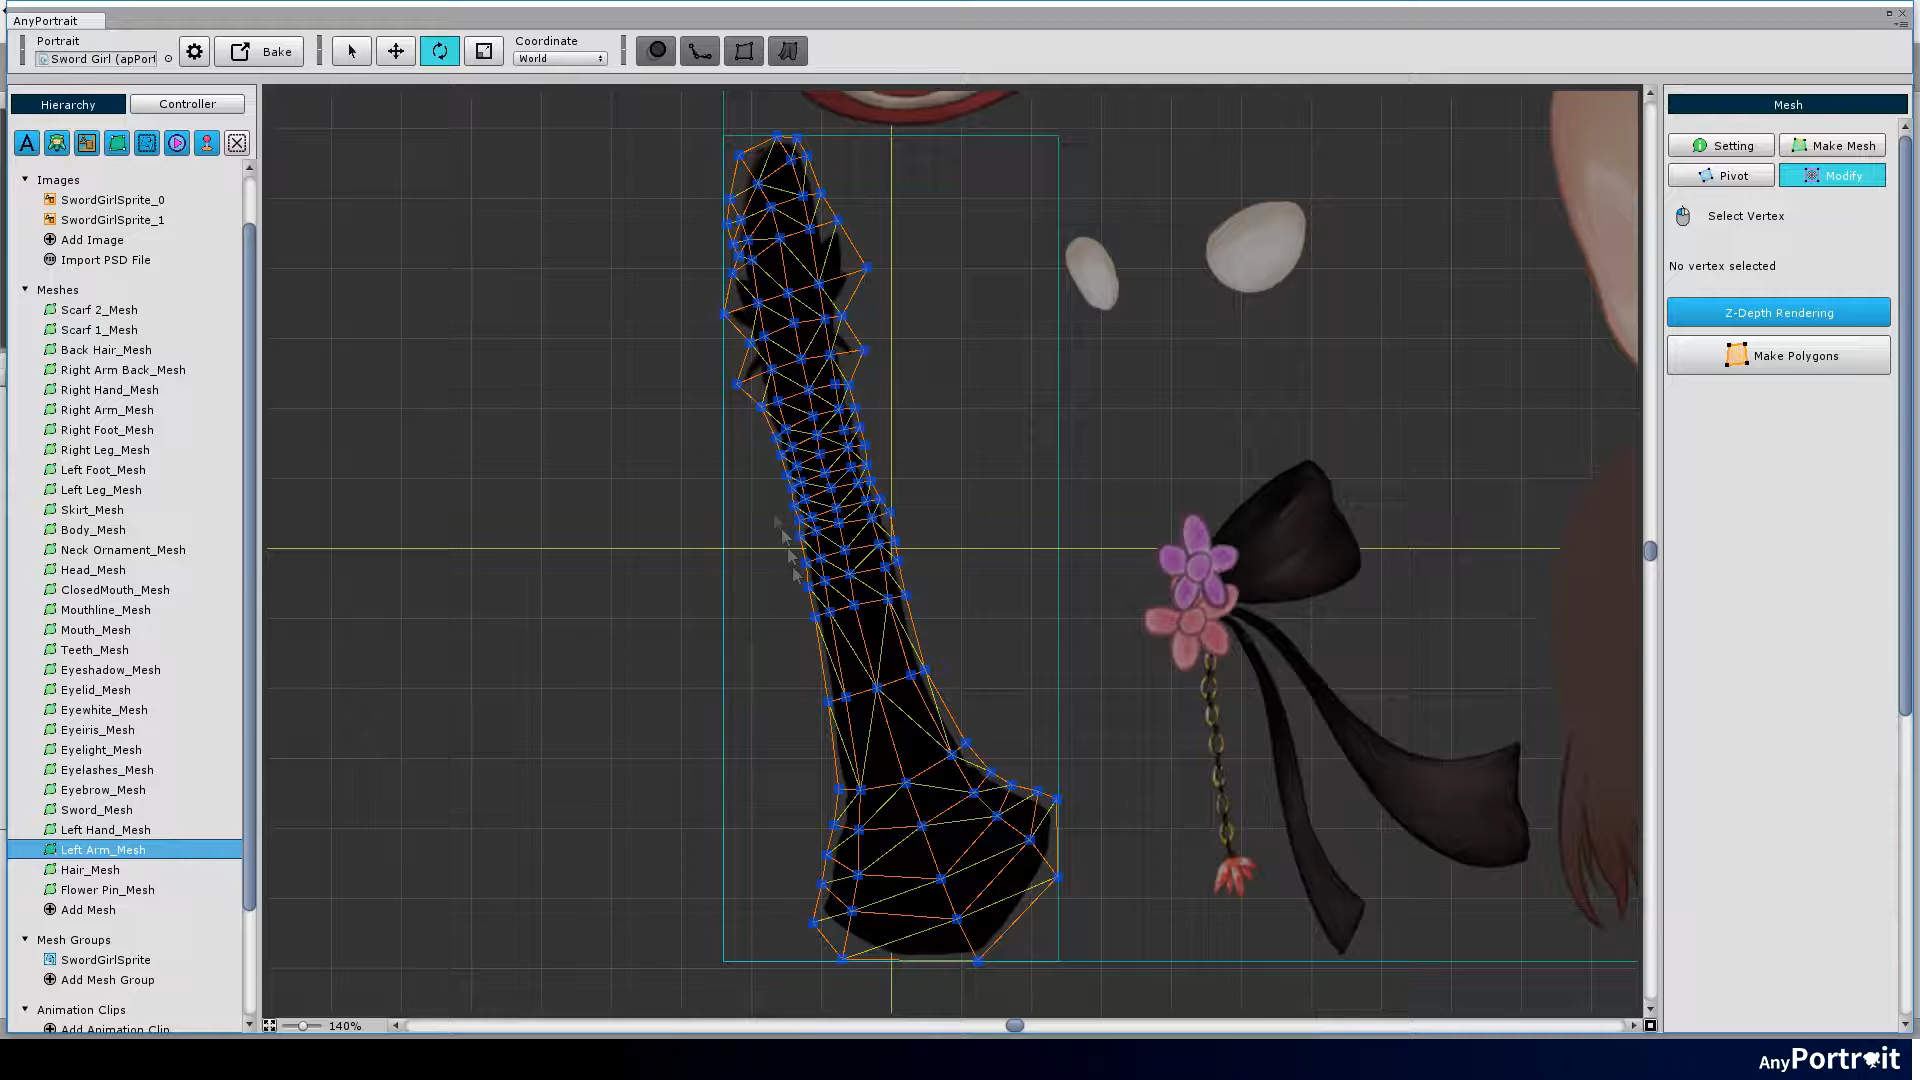 AnyPortrait
Portrait
Sword Girl (apPort
Bake
Coordinate
World
Hierarchy
Controller
A
Images
SwordGirlSprite_0
SwordGirlSprite_1
Add Image
Import PSD File
Meshes
Scarf 2_Mesh
Scarf 1_Mesh
Back Hair_Mesh
Right Arm Back_Mesh
Right Hand_Mesh
Right Arm_Mesh
Right Foot_Mesh
Right Leg_Mesh
Left Foot_Mesh
Left Leg_Mesh
Skirt_Mesh
Body_Mesh
Neck Ornament_Mesh
Head_Mesh
ClosedMouth_Mesh
Mouthline_Mesh
Mouth_Mesh
Teeth_Mesh
Eyeshadow_Mesh
Eyelid_Mesh
Eyewhite_Mesh
Eyeiris_Mesh
Eyelight_Mesh
Eyelashes_Mesh
Eyebrow_Mesh
Sword_Mesh
Left Hand_Mesh
Left Arm_Mesh
Hair_Mesh
Flower Pin_Mesh
Add Mesh
Mesh Groups
SwordGirlSprite
Add Mesh Group
Animation Clips
Add Animation Clip
140%
Mesh
Setting
Make Mesh
Pivot
Modify
Select Vertex
No vertex selected
Z-Depth Rendering
Make Polygons
AnyPortrait